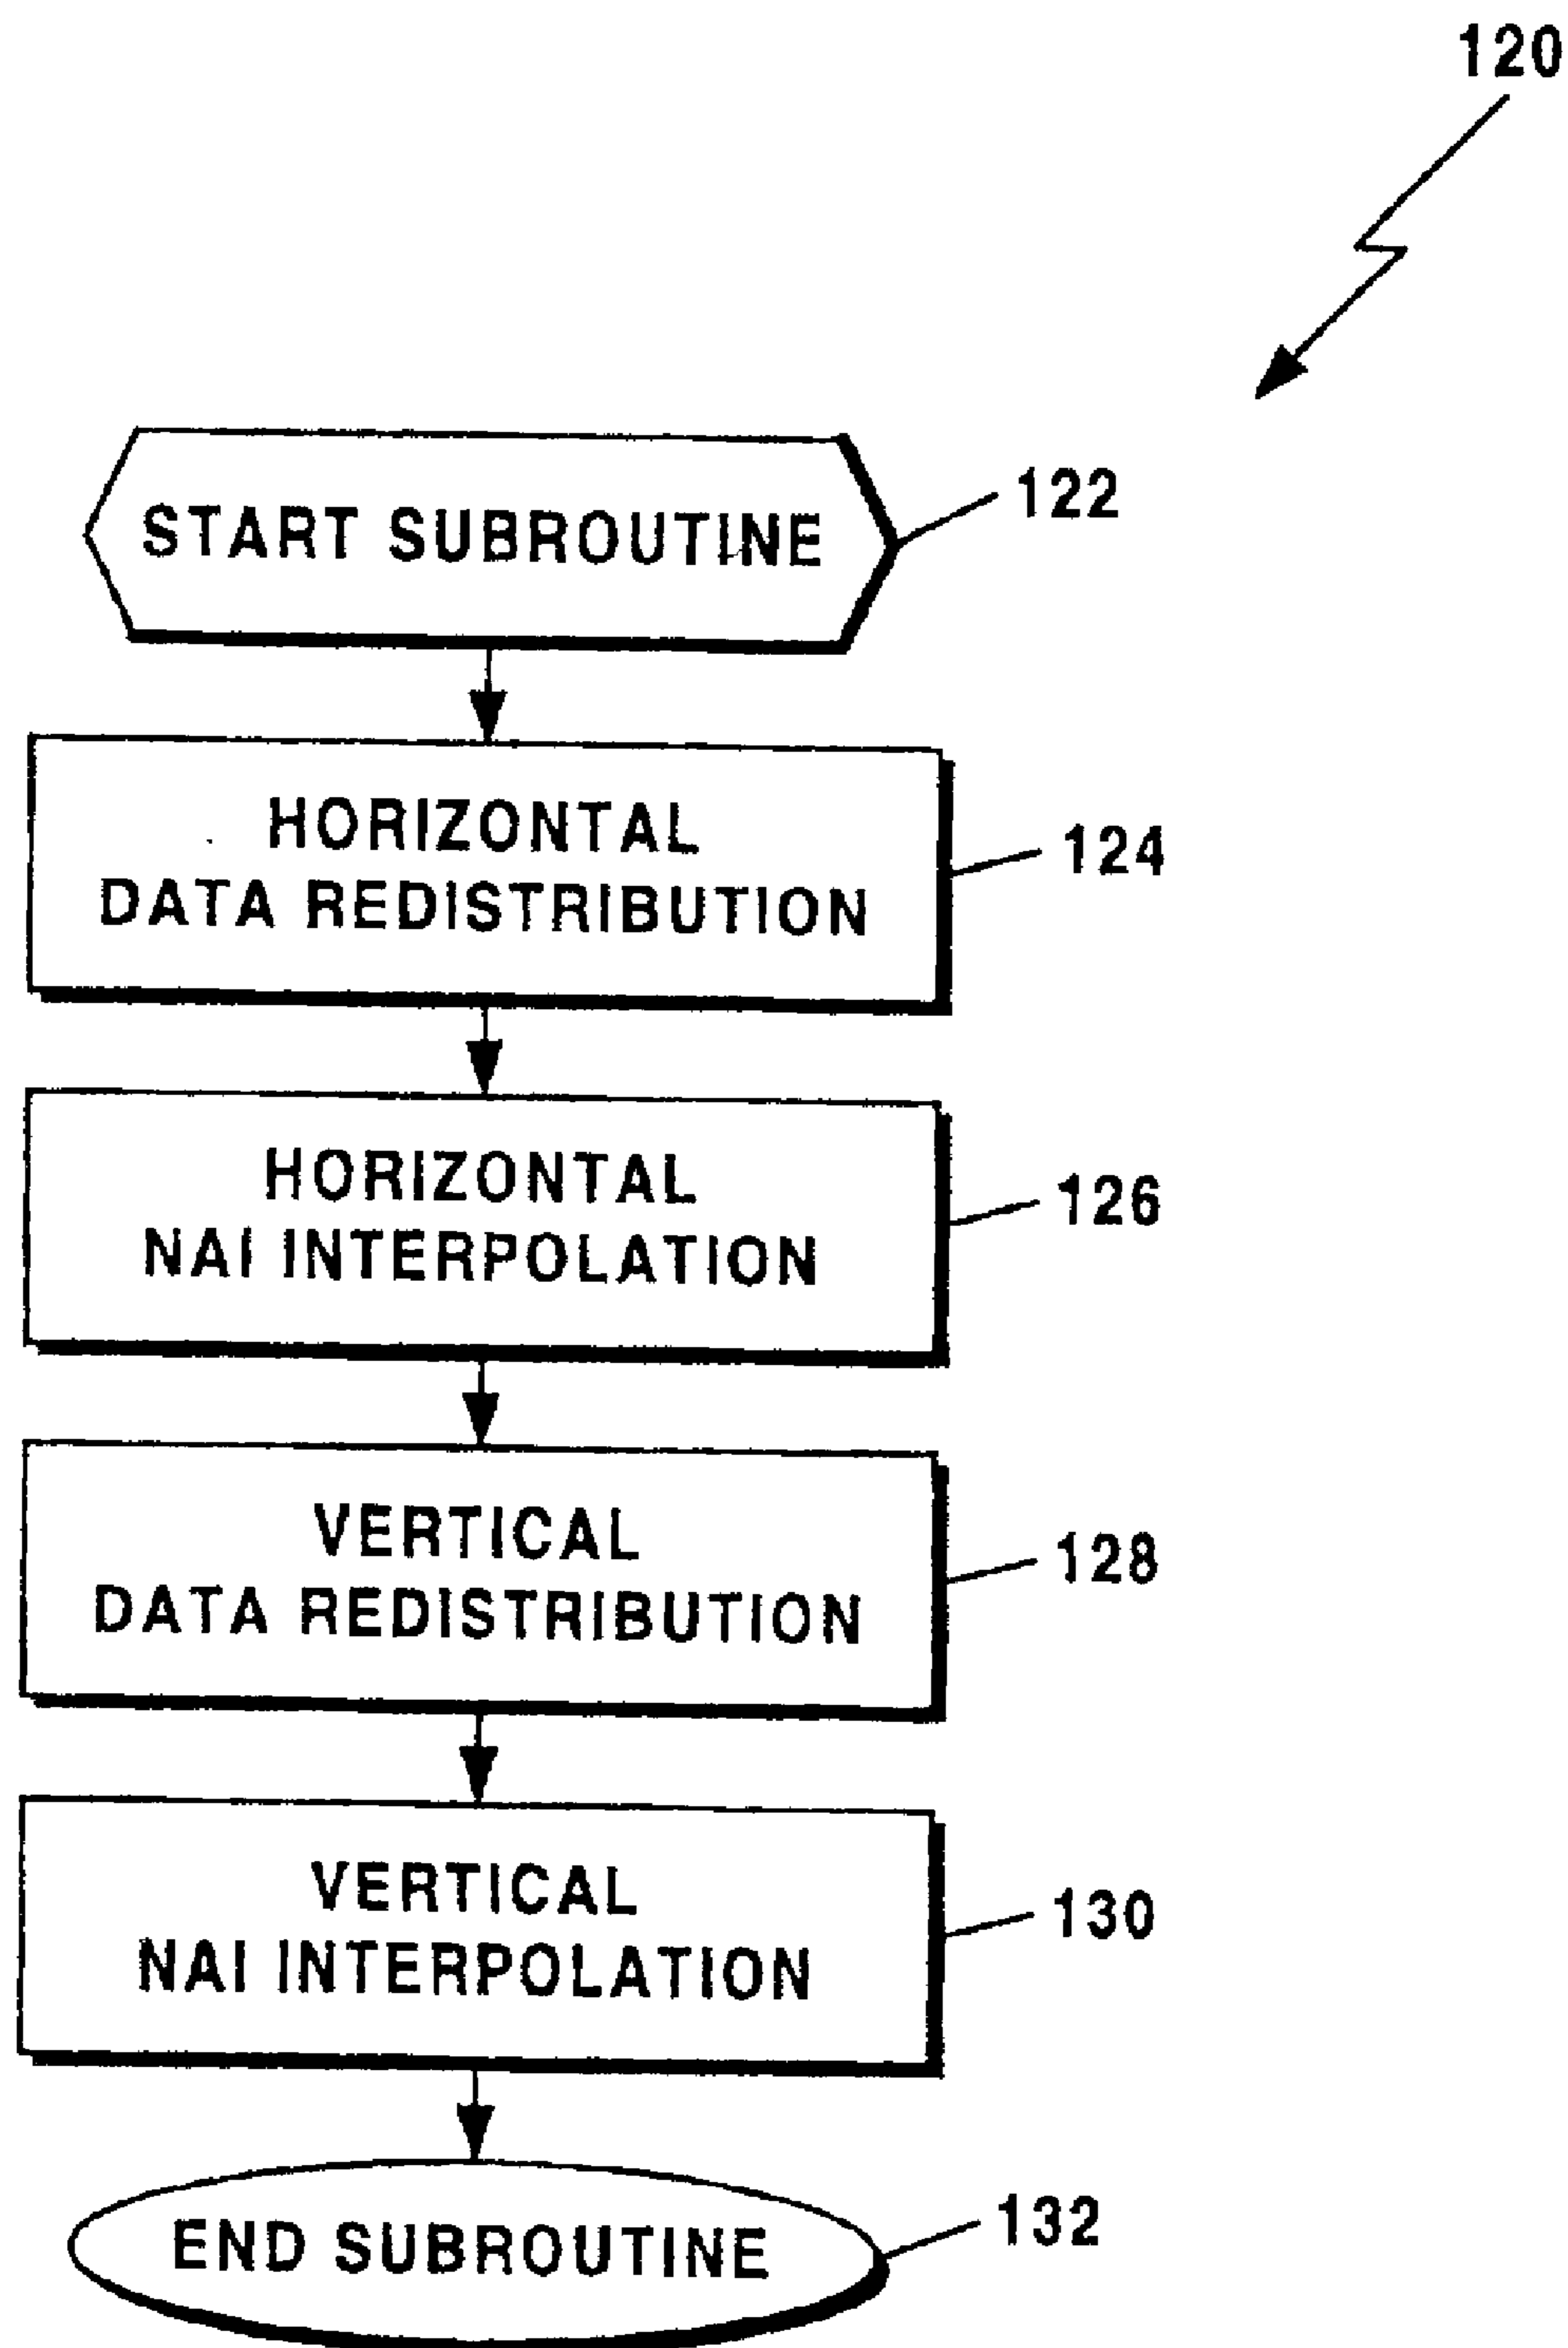 120
START SUBROUTINE
122
HORIZONTAL
DATA REDISTRIBUTION
124
HORIZONTAL
NAI INTERPOLATION
126
VERTICAL
DATA REDISTRIBUTION
128
VERTICAL
NAI INTERPOLATION
130
END SUBROUTINE
132